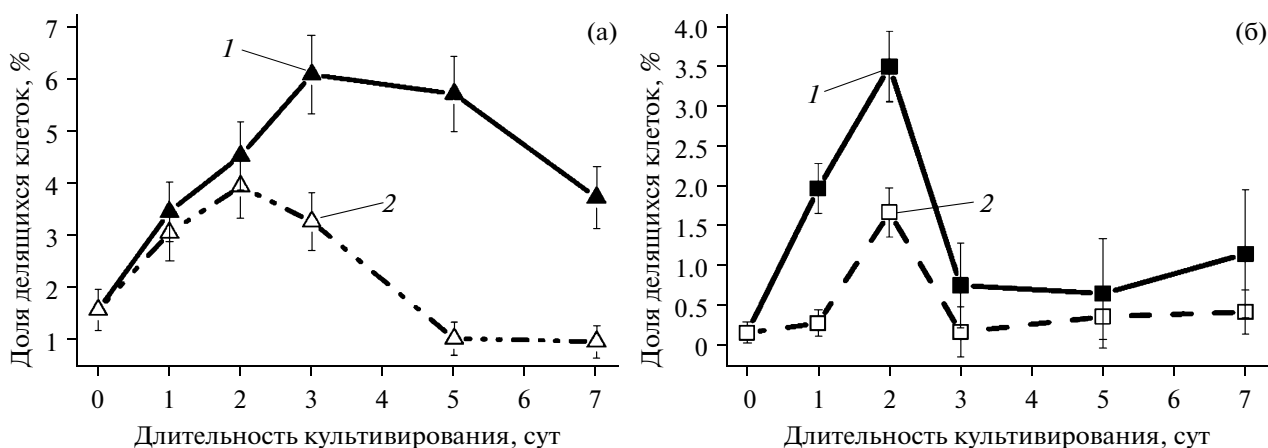 Доля делящихся клеток, %
7
6
5
4
3
2
1
0 1 2 3 4 5 6 7
Длительность культивирования, сут
(а)
1
2
Доля делящихся клеток, %
4.0
3.5
3.0
2.5
2.0
1.5
1.0
0.5
0
0 1 2 3 4 5 6 7
Длительность культивирования, сут
(б)
1
2